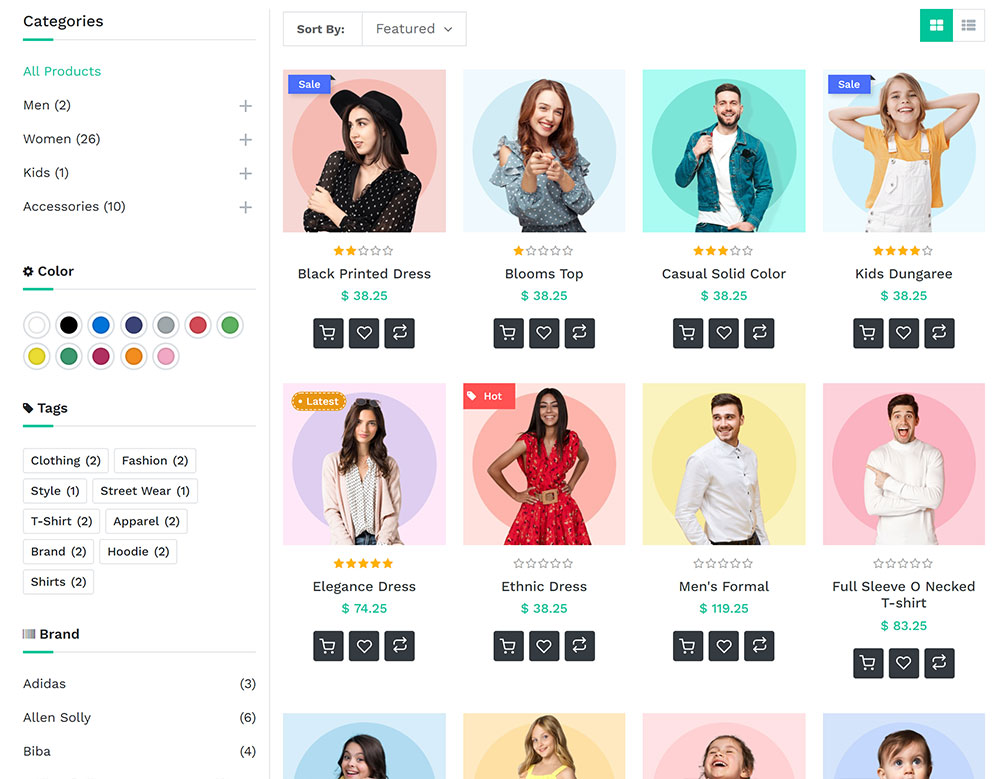 Categories
All Products
Men (2)
Women (26)
Kids (1)
Accessories (10)
Color
Tags
Clothing (2)
Fashion (2)
Style (1)
Street Wear (1)
T-Shirt (2)
Apparel (2)
Brand (2)
Hoodie (2)
Shirts (2)
Brand
Adidas (3)
Allen Solly (6)
Biba (4)
Sort By: Featured
Sale
Sale
Black Printed Dress
$ 38.25
Blooms Top
$ 38.25
Casual Solid Color
$ 38.25
Kids Dungaree
$ 38.25
Latest
Hot
Elegance Dress
$ 74.25
Ethnic Dress
$ 38.25
Men's Formal
$ 119.25
Full Sleeve O Necked
T-shirt
$ 83.25